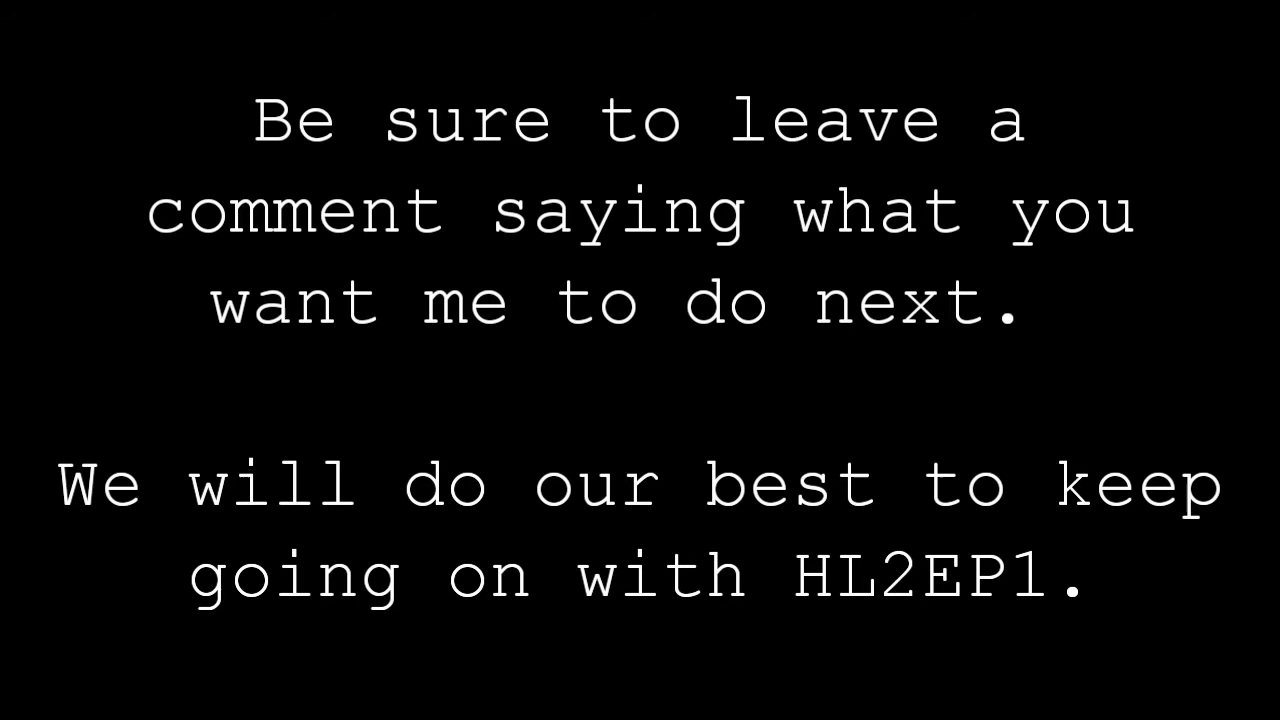 Be sure to leave a
comment saying what you
want me to do next.
We will do our best to keep
going on with HL2EP1.